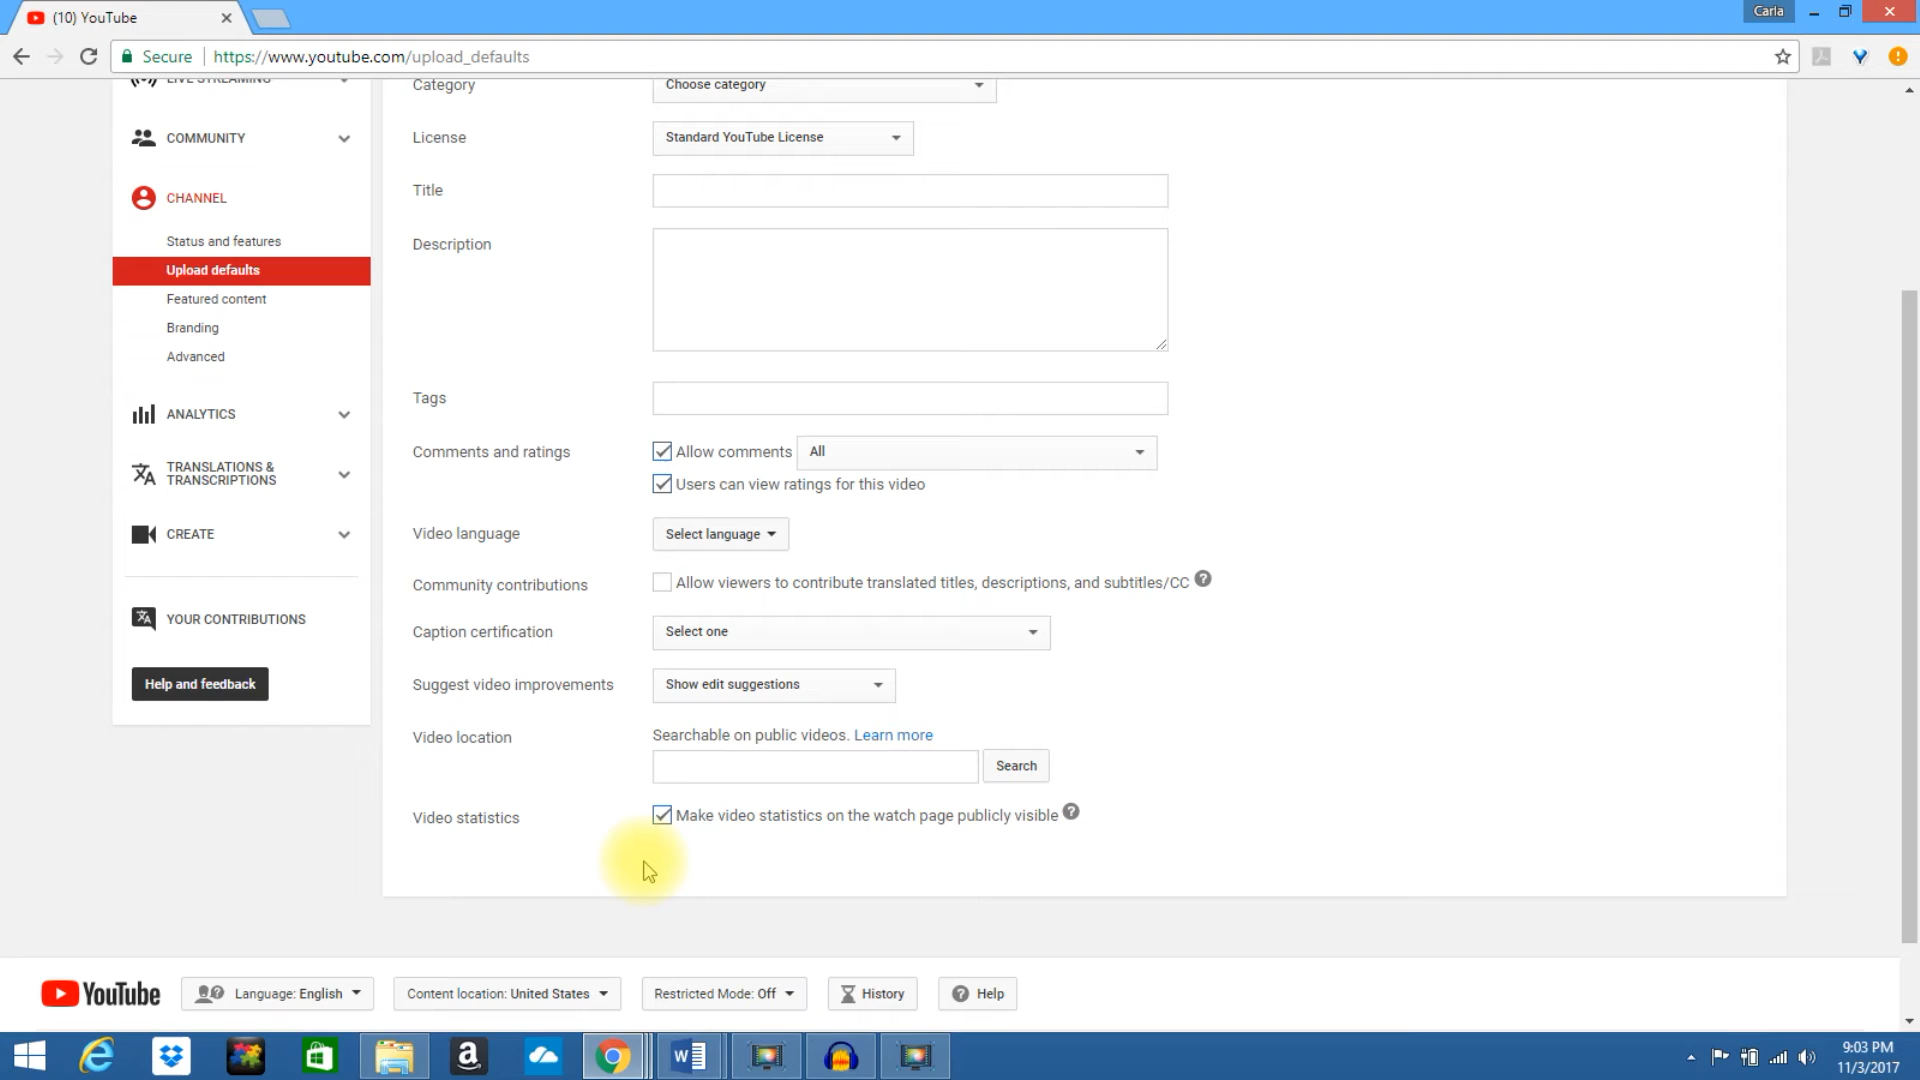 (10) YouTube
Carla
Secure https://www.youtube.com/upload_defaults
LIVE STREAMING
COMMUNITY
CHANNEL
Status and features
Upload defaults
Featured content
Branding
Advanced
ANALYTICS
TRANSLATIONS &
TRANSCRIPTIONS
CREATE
YOUR CONTRIBUTIONS
Help and feedback
Category Choose category
License Standard YouTube License
Title
Description
Tags
Comments and ratings Allow comments All
Users can view ratings for this video
Video language Select language
Community contributions Allow viewers to contribute translated titles, descriptions, and subtitles/CC ?
Caption certification Select one
Suggest video improvements Show edit suggestions
Video location Searchable on public videos. Learn more
Search
Video statistics Make video statistics on the watch page publicly visible ?
YouTube Language: English Content location: United States Restricted Mode: Off History Help
9:03 PM
11/3/2017